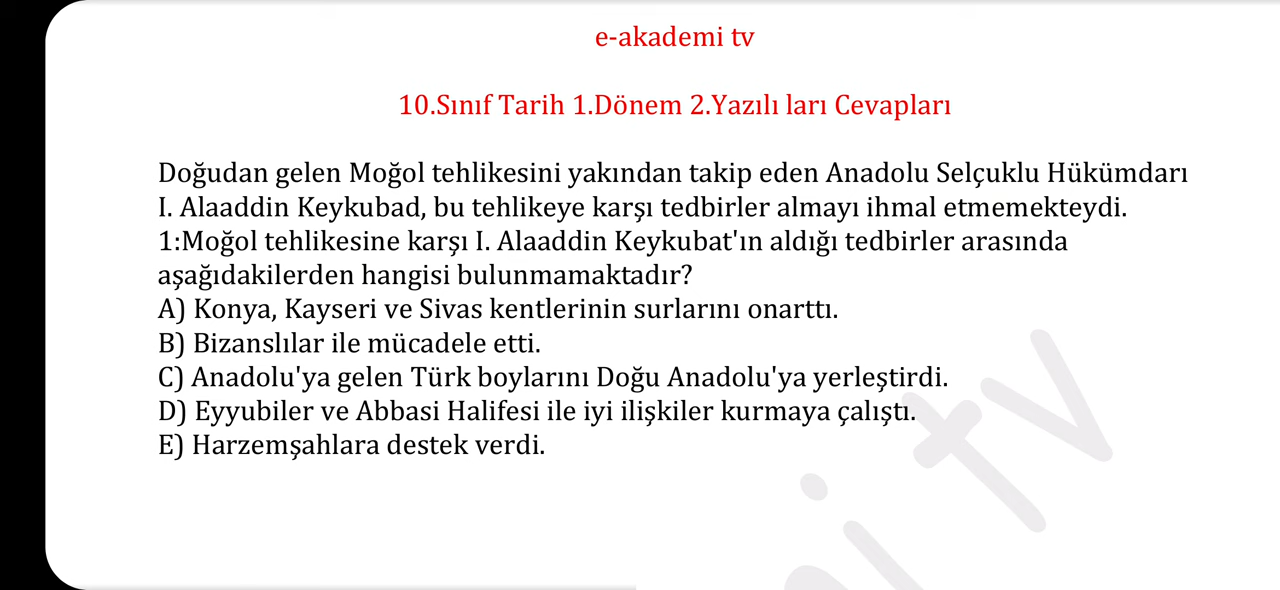 e-akademi tv
10.Sınıf Tarih 1.Dönem 2.Yazılı ları Cevapları
Doğudan gelen Moğol tehlikesini yakından takip eden Anadolu Selçuklu Hükümdarı
I. Alaaddin Keykubad, bu tehlikeye karşı tedbirler almayı ihmal etmemekteydi.
1:Moğol tehlikesine karşı I. Alaaddin Keykubat'ın aldığı tedbirler arasında
aşağıdakilerden hangisi bulunmamaktadır?
A) Konya, Kayseri ve Sivas kentlerinin surlarını onarttı.
B) Bizanslılar ile mücadele etti.
C) Anadolu'ya gelen Türk boylarını Doğu Anadolu'ya yerleştirdi.
D) Eyyubiler ve Abbasi Halifesi ile iyi ilişkiler kurmaya çalıştı.
E) Harzemşahlara destek verdi.
mi tv